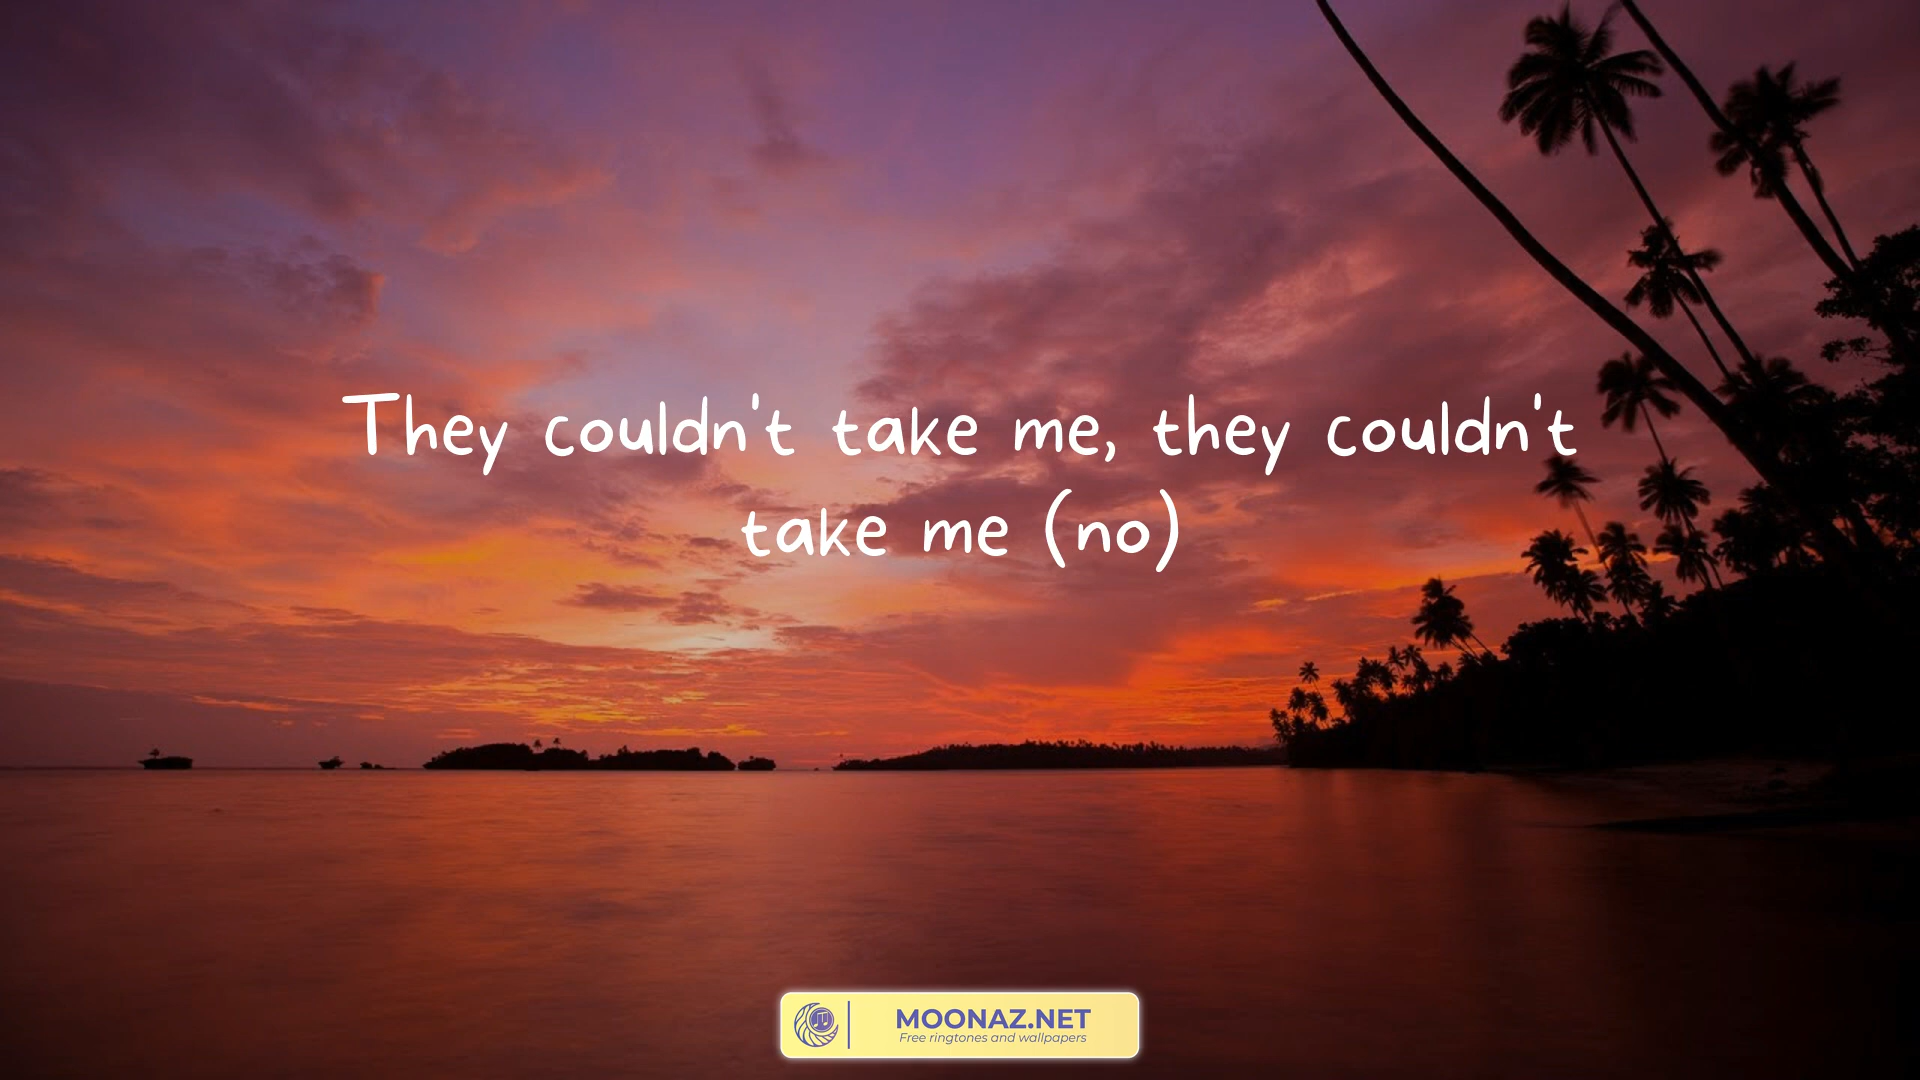 They couldn't take me, they couldn't
take me (no)
MOONAZ.NET
Free ringtones and wallpapers